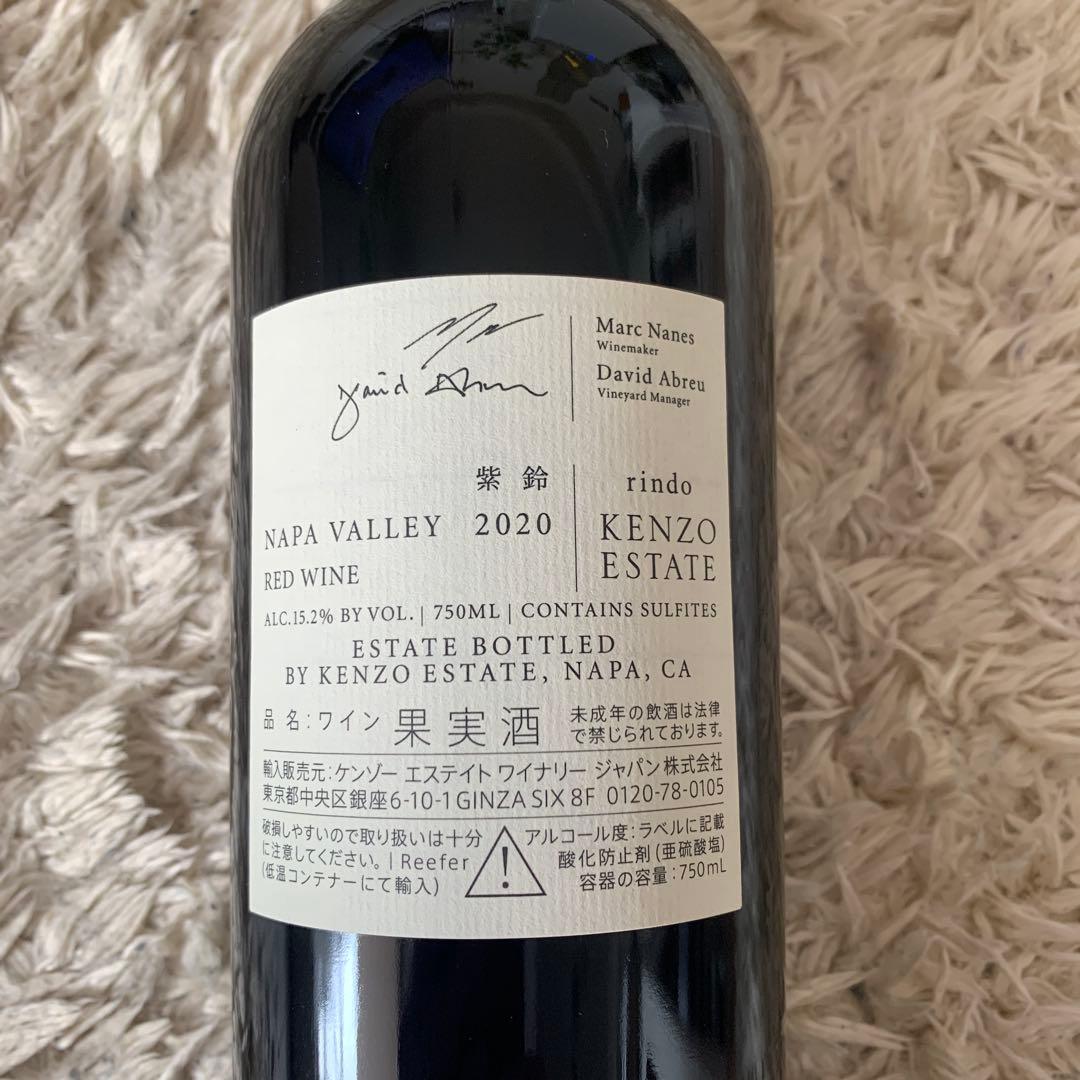 Marc Nanes
Winemaker
David Abreu
Vineyard Manager
紫鈴
rindo
NAPA VALLEY 2020
KENZO
ESTATE
RED WINE
ALC.15.2% BY VOL. | 750ML | CONTAINS SULFITES
ESTATE BOTTLED
BY KENZO ESTATE, NAPA, CA
品名:ワイン 果実酒
未成年の飲酒は法律
で禁じられております。
輸入販売元:ケンゾー エステイト ワイナリー ジャパン株式会社
東京都中央区銀座6-10-1 GINZA SIX 8F 0120-78-0105
破損しやすいので取り扱いは十分
に注意してください。| Reefer
(低温コンテナーにて輸入)
アルコール度:ラベルに記載
酸化防止剤(亜硫酸塩)
容器の容量:750mL